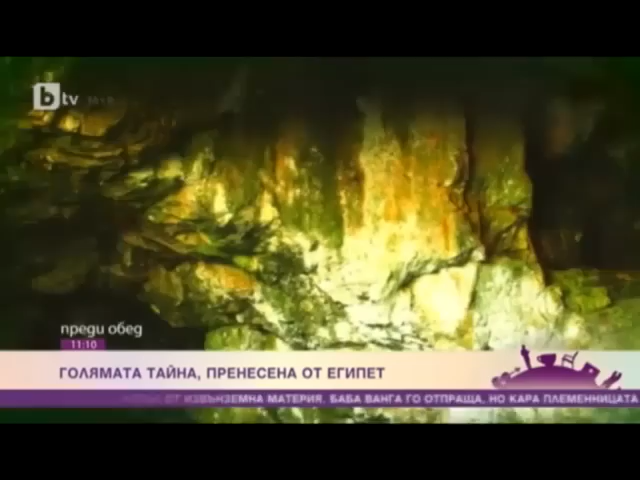 btv
преди обед
11:10
ГОЛЯМАТА ТАЙНА, ПРЕНЕСЕНА ОТ ЕГИПЕТ
ОТ ИЗВЪНЗЕМНА МАТЕРИЯ. БАБА ВАНГА ГО ОТПРАЩА, НО КАРА ПЛЕМЕННИЦАТА